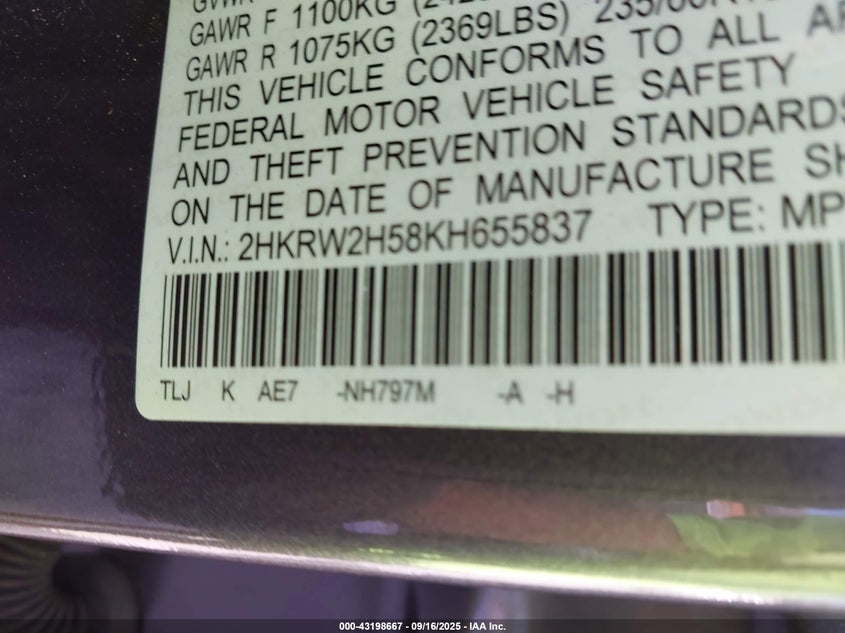 GAWR F 1100KG
GAWR R 1075KG (2369LBS)
THIS VEHICLE CONFORMS TO ALL
FEDERAL MOTOR VEHICLE SAFETY
AND THEFT PREVENTION STANDARDS
ON THE DATE OF MANUFACTURE
V.I.N.: 2HKRW2H58KH655837 TYPE:
TLJ K AE7 -NH797M -A -H
000-43198667 - 09/16/2025 - IAA Inc.